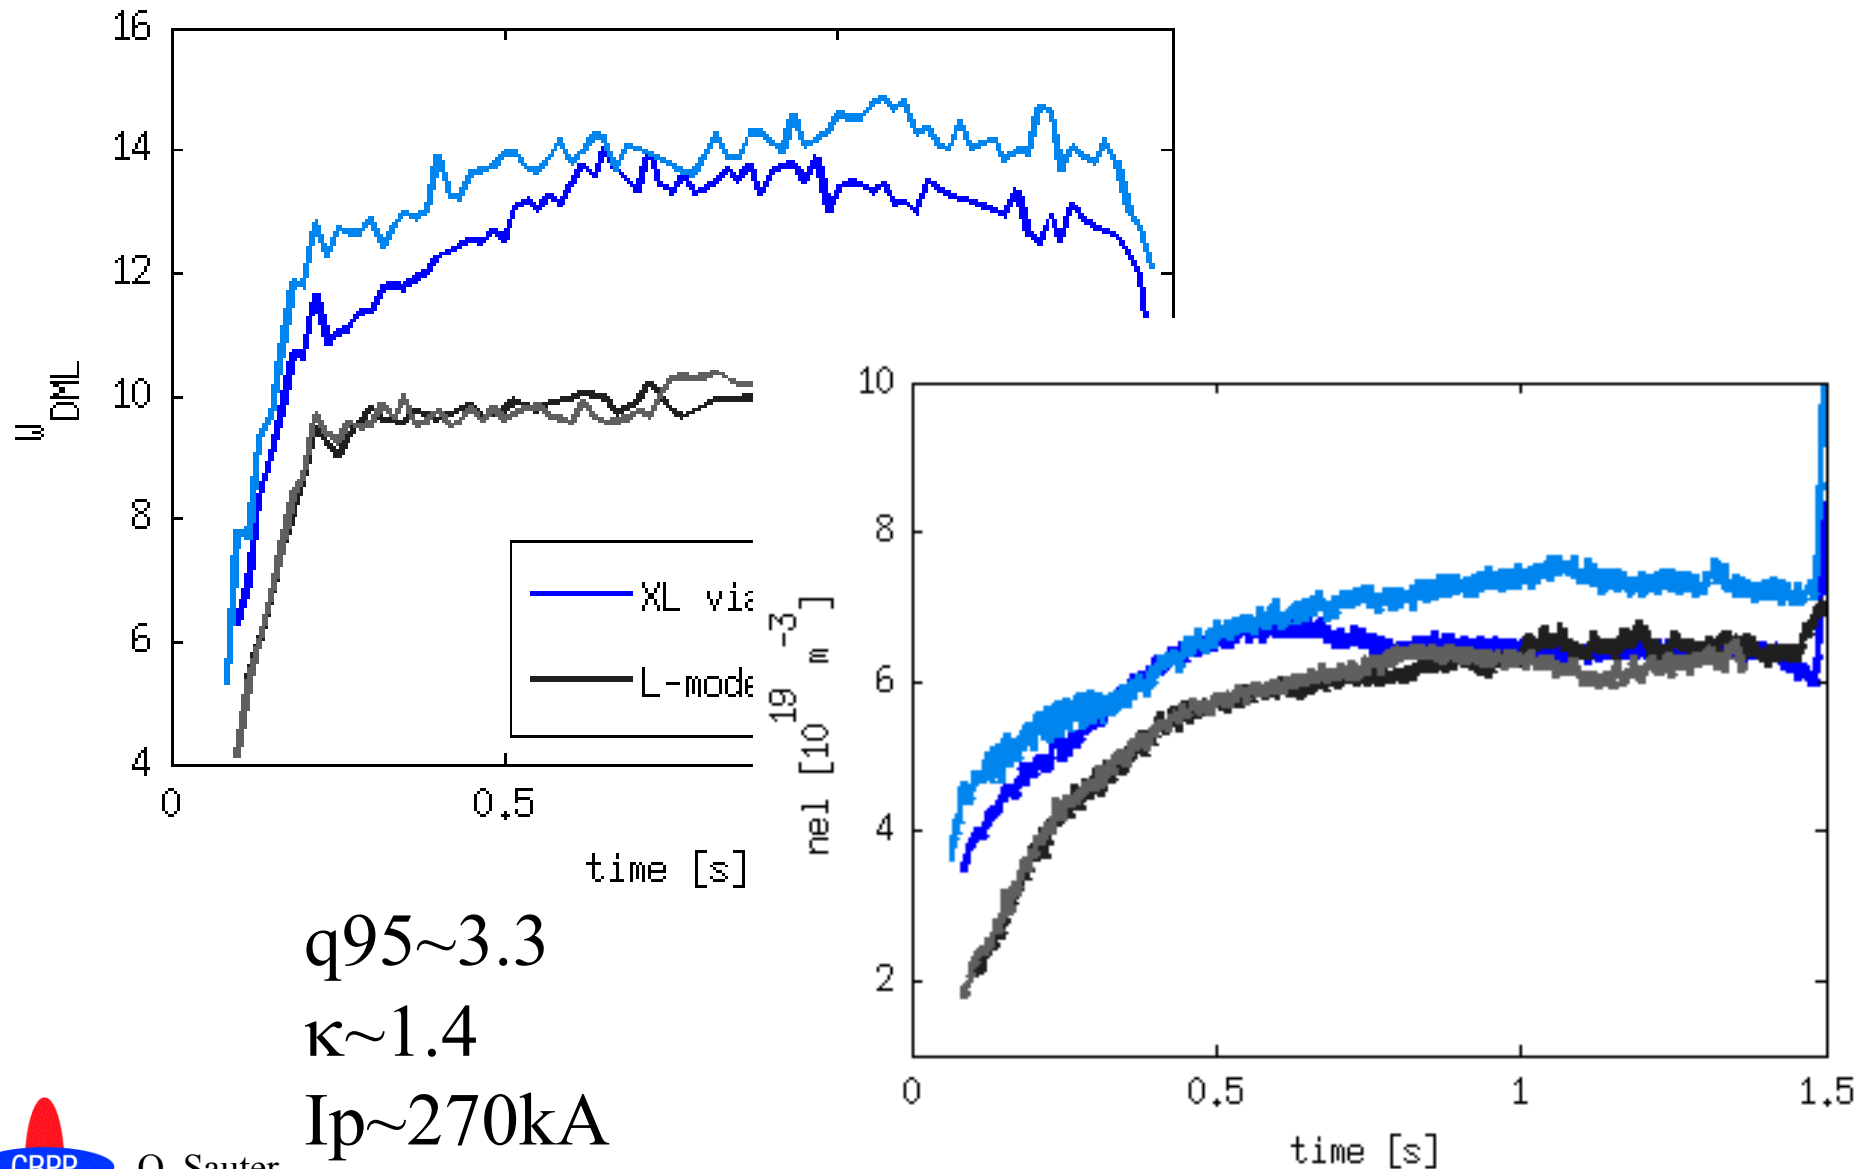 16
14
12
10
8
6
4
W DML
0 0.5
time [s]
XL via
L-mode
10
8
6
4
2
nel [10 19 m -3]
0 0.5 1 1.5
time [s]
q95~3.3
κ~1.4
Ip~270kA
CRPP
O. Sauter